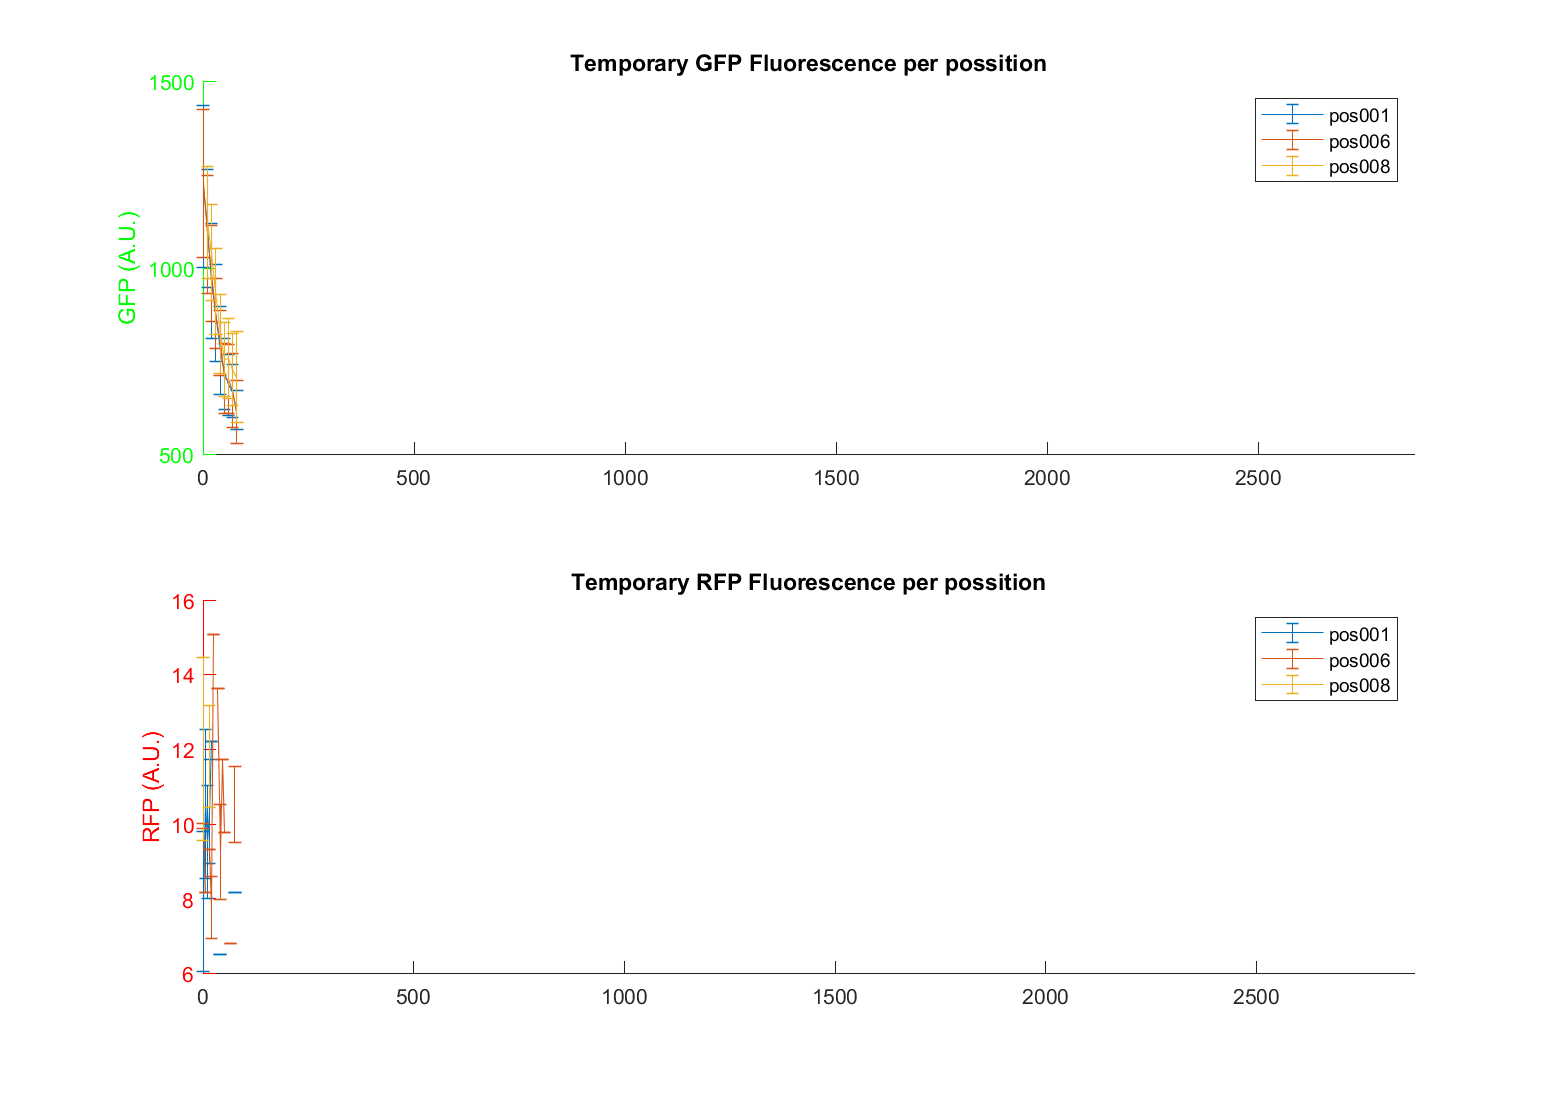 Temporary GFP Fluorescence per possition
1500
1000
500
GFP (A.U.)
pos001
pos006
pos008
0 500 1000 1500 2000 2500
Temporary RFP Fluorescence per possition
16
14
12
10
8
6
RFP (A.U.)
pos001
pos006
pos008
0 500 1000 1500 2000 2500